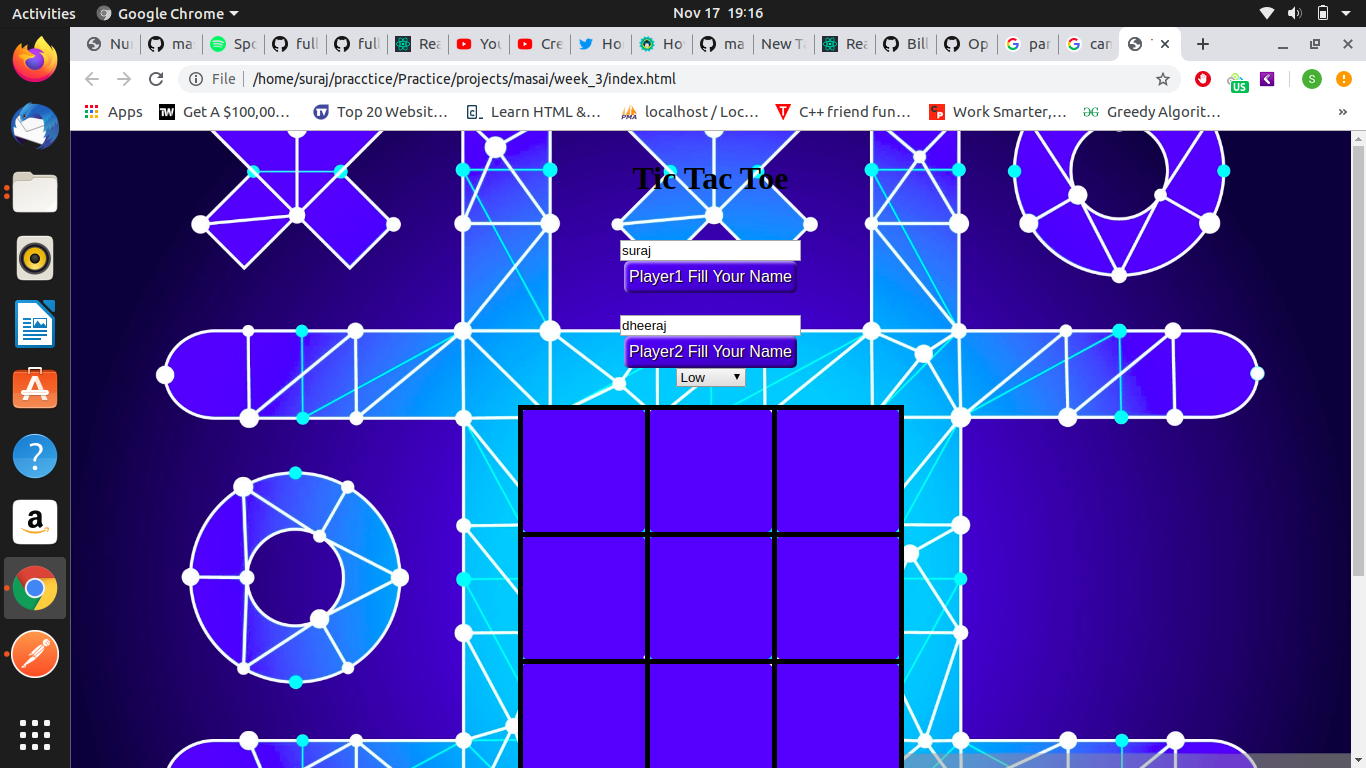 Activities Google Chrome Nov 17 19:16
Nu ma Spo full full Rea You Cre Ho Ho ma New Ta Rea Bill Op par can T
File /home/suraj/pracctice/Practice/projects/masai/week_3/index.html S US
Apps Get A $100,00... Top 20 Websit... Learn HTML &... localhost / Loc... C++ friend fun... Work Smarter,... Greedy Algorit... »
Tic Tac Toe
suraj
Player1 Fill Your Name
dheeraj
Player2 Fill Your Name
Low